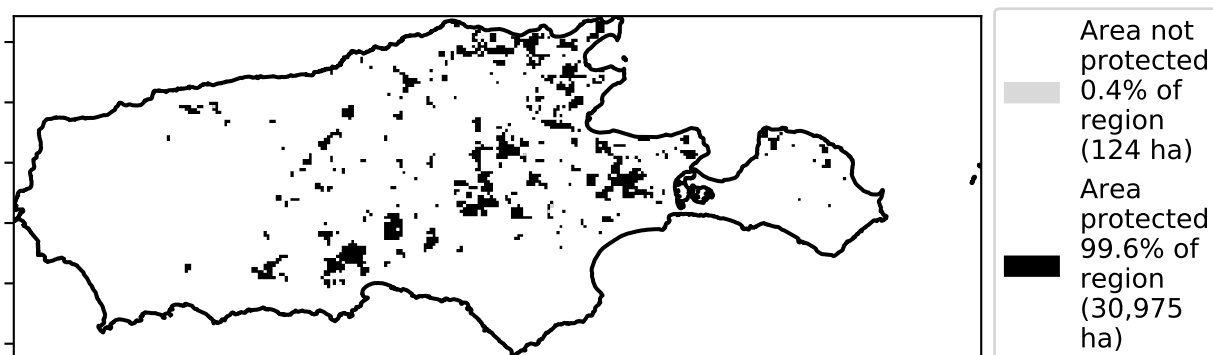 Area not
protected
0.4% of
region
(124 ha)
Area
protected
99.6% of
region
(30,975
ha)